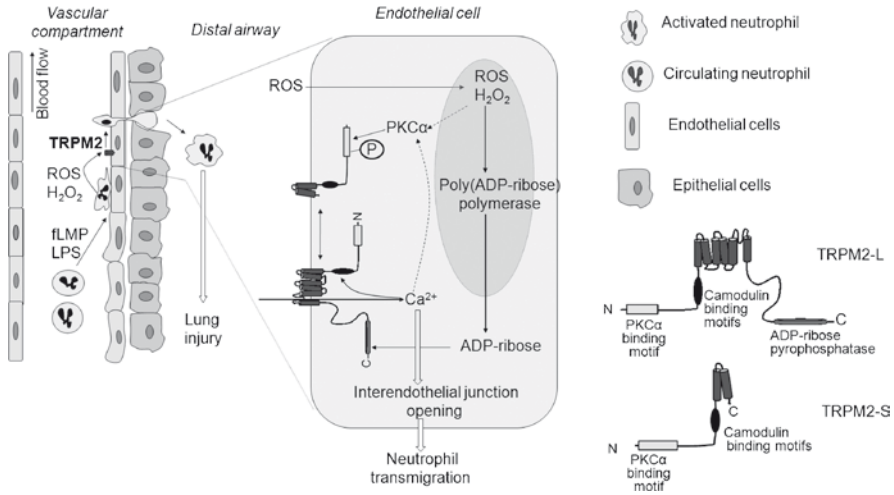 Vascular
compartment
Distal airway
Endothelial cell
Blood flow
TRPM2
ROS
H₂O₂
fLMP
LPS
Lung
injury
ROS
ROS
H₂O₂
PKCα
P
Poly(ADP-ribose)
polymerase
N
Ca²⁺
ADP-ribose
C
Interendothelial junction
opening
Neutrophil
transmigration
Activated neutrophil
Circulating neutrophil
Endothelial cells
Epithelial cells
TRPM2-L
N
PKCα
binding
motif
Camodulin
binding
motifs
C
ADP-ribose
pyrophosphatase
TRPM2-S
C
N
Camodulin
binding motifs
PKCα
binding
motif